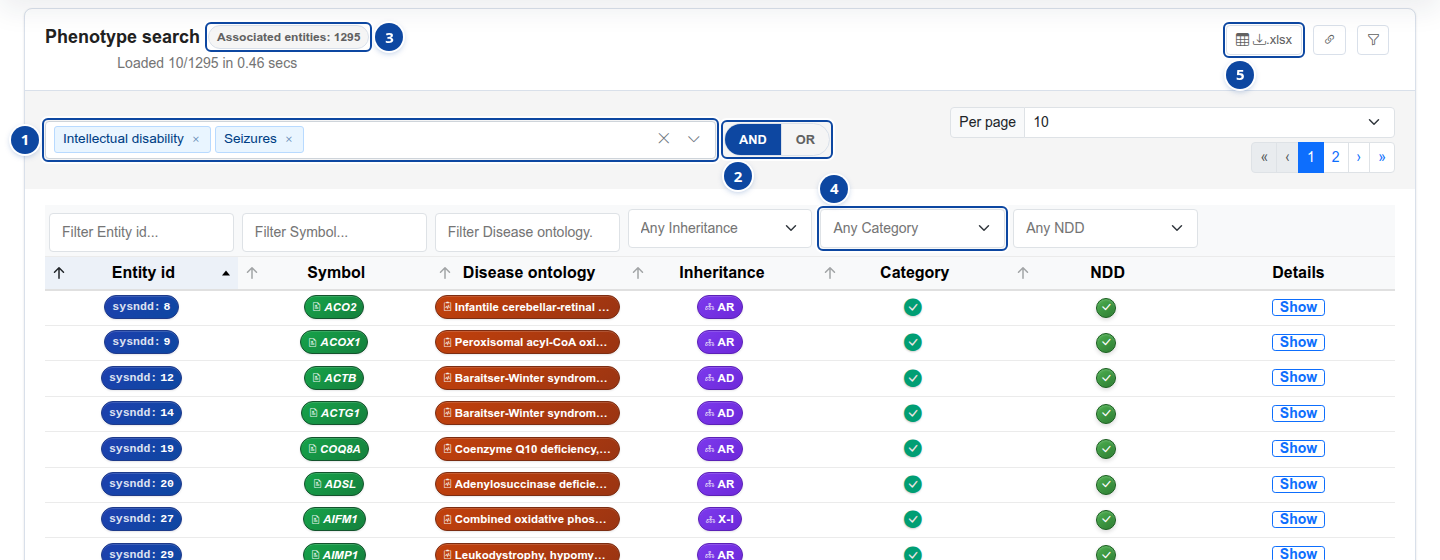 Phenotype search Associated entities: 1295 3
Loaded 10/1295 in 0.46 secs
.xlsx
5
1 Intellectual disability × Seizures × AND OR
2
Per page 10
« ‹ 1 2 › »
4
Filter Entity id... Filter Symbol... Filter Disease ontology. Any Inheritance Any Category Any NDD
Entity id Symbol Disease ontology Inheritance Category NDD Details
sysndd: 8 ACO2 Infantile cerebellar-retinal ... AR Show
sysndd: 9 ACOX1 Peroxisomal acyl-CoA oxi... AR Show
sysndd: 12 ACTB Baraitser-Winter syndrom... AD Show
sysndd: 14 ACTG1 Baraitser-Winter syndrom... AD Show
sysndd: 19 COQ8A Coenzyme Q10 deficiency,... AR Show
sysndd: 20 ADSL Adenylosuccinase deficie... AR Show
sysndd: 27 AIFM1 Combined oxidative phos... X-l Show
sysndd: 29 AIMP1 Leukodystrophy, hypomy... AR Show